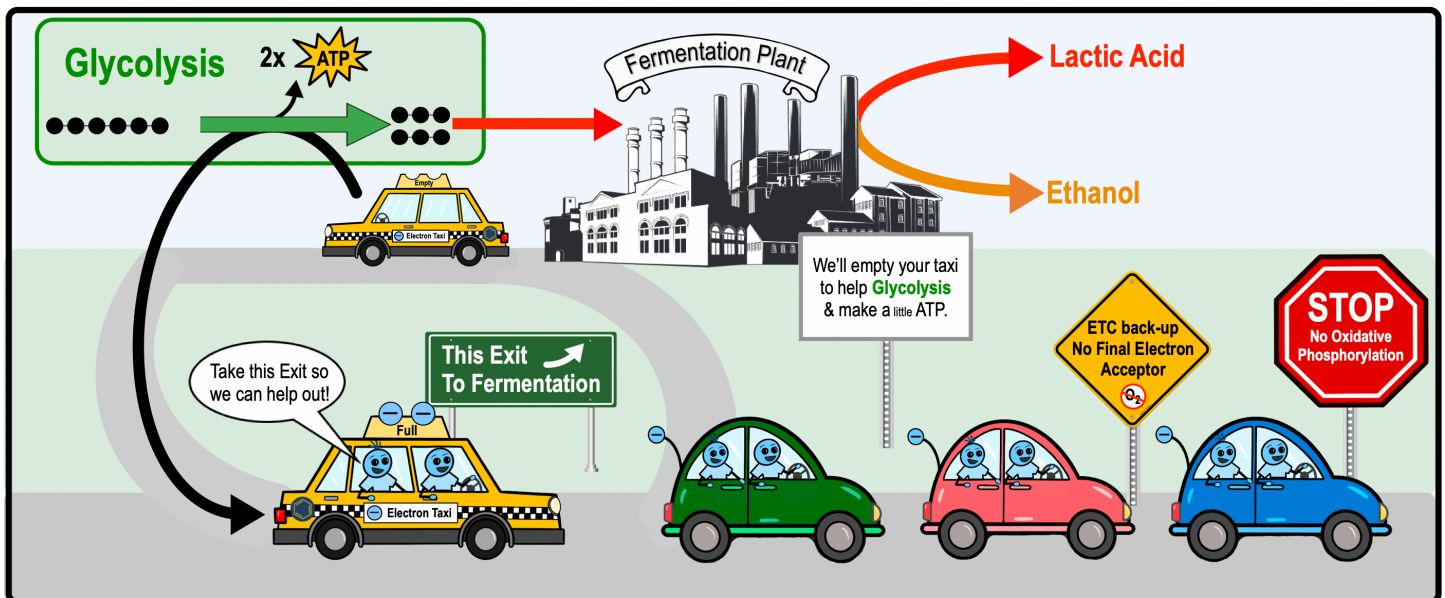 Glycolysis
2x ATP
Fermentation Plant
Lactic Acid
Ethanol
Empty
Electron Taxi
We'll empty your taxi
to help Glycolysis
& make a little ATP.
STOP
No Oxidative
Phosphorylation
ETC back-up
No Final Electron
Acceptor
O₂
This Exit
To Fermentation
Take this Exit so
we can help out!
Full
Electron Taxi